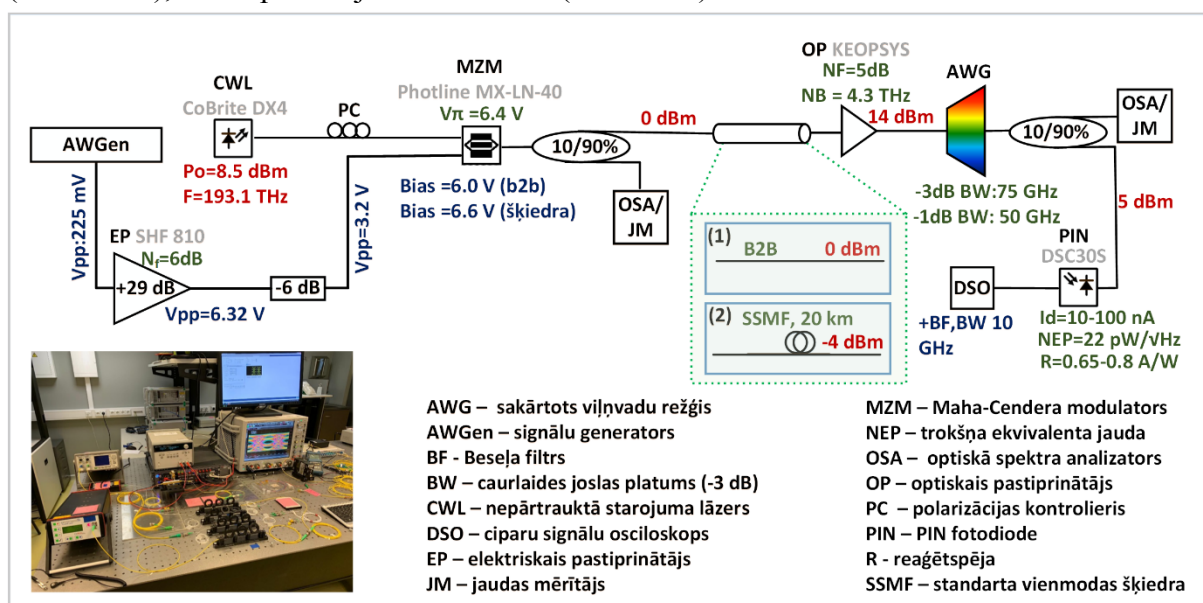 OP KEOPSYS
NF=5dB
NB = 4.3 THz
AWG
OSA/
JM
CWL
CoBrite DX4
PC
MZM
Photline MX-LN-40
Vπ=6.4 V
0 dBm
14 dBm
10/90%
AWGen
Po=8.5 dBm
F=193.1 THz
10/90%
Bias =6.0 V (b2b)
Bias =6.6 V (šķiedra)
OSA/
JM
-3dB BW:75 GHz
-1dB BW: 50 GHz
5 dBm
Vpp:225 mV
EP SHF 810
Nf=6dB
+29 dB
-6 dB
Vpp=6.32 V
Vpp=3.2 V
(1)
B2B
0 dBm
(2)
SSMF, 20 km
-4 dBm
PIN
DSC30S
DSO
+BF,BW 10
GHz
Id=10-100 nA
NEP=22 pW/√Hz
R=0.65-0.8 A/W
AWG – sakārtots viļņvadu režģis
AWGen – signālu generators
BF - Beseļa filtrs
BW – caurlaides joslas platums (-3 dB)
CWL – nepārtrauktā starojuma lāzers
DSO – ciparu signālu osciloskops
EP – elektriskais pastiprinātājs
JM – jaudas mērītājs
MZM – Maha-Cendera modulators
NEP – trokšņa ekvivalenta jauda
OSA – optiskā spektra analizators
OP – optiskais pastiprinātājs
PC – polarizācijas kontrolieris
PIN – PIN fotodiode
R - reaģētspēja
SSMF – standarta vienmodas šķiedra